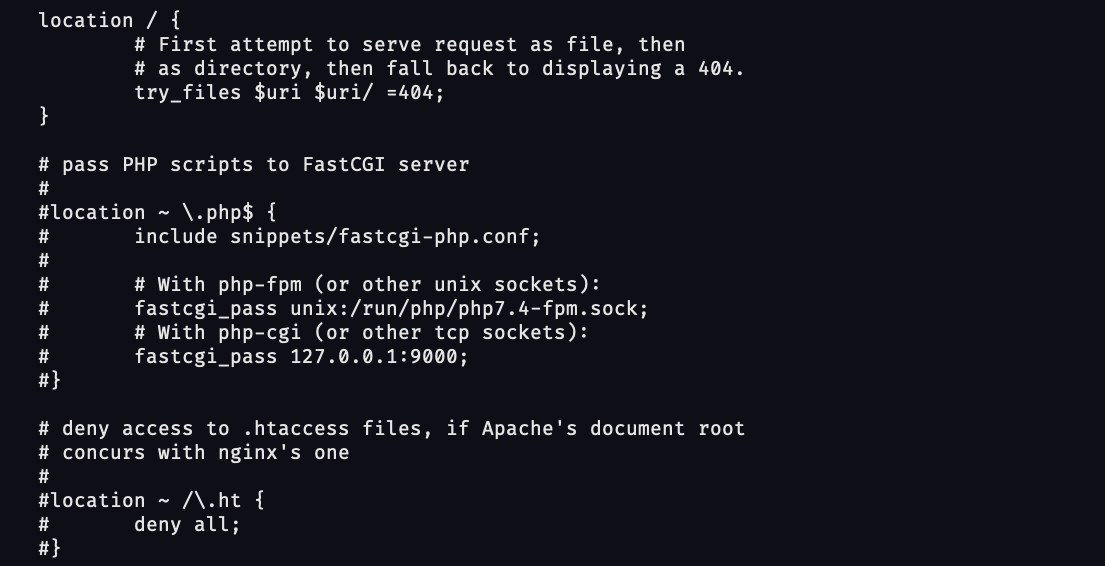 location / {
        # First attempt to serve request as file, then
        # as directory, then fall back to displaying a 404.
        try_files $uri $uri/ =404;
}

# pass PHP scripts to FastCGI server
#
#location ~ \.php$ {
#       include snippets/fastcgi-php.conf;
#
#       # With php-fpm (or other unix sockets):
#       fastcgi_pass unix:/run/php/php7.4-fpm.sock;
#       # With php-cgi (or other tcp sockets):
#       fastcgi_pass 127.0.0.1:9000;
#}

# deny access to .htaccess files, if Apache's document root
# concurs with nginx's one
#
#location ~ /\.ht {
#       deny all;
#}